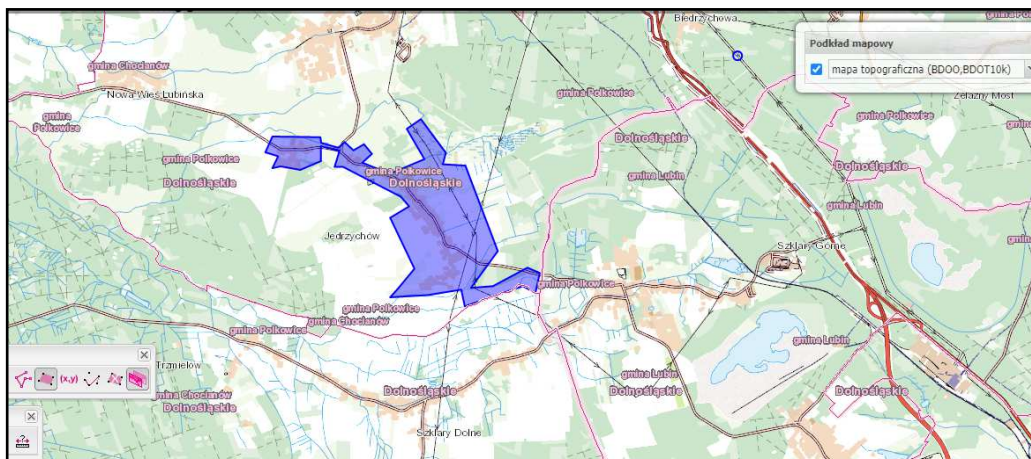 Biedrzychowa
gmina Polkowice
Podkład mapowy
mapa topograficzna (BDOO,BDOT10k)
gmina Chocianów
Nowa Wieś Lubińska
gmina Polkowice
Żelazny Most
gmina Polkowice
gmina
Polkowice
Dolnośląskie
gmina Polkowice
Dolnośląskie
gmina Polkowice
Dolnośląskie
gmina Lubin
Dolnośląskie
gmina Lubin
Jędrzychów
Szklary Górne
gmina Polkowice
gmina Polkowice
gmina Chocianów
gmina Polkowice
gmina Lubin
(x,y)
Trzmielów
gmina Lubin
gmina Chocianów
Dolnośląskie
Dolnośląskie
Dolnośląskie
Dolnośląskie
Szklary Dolne